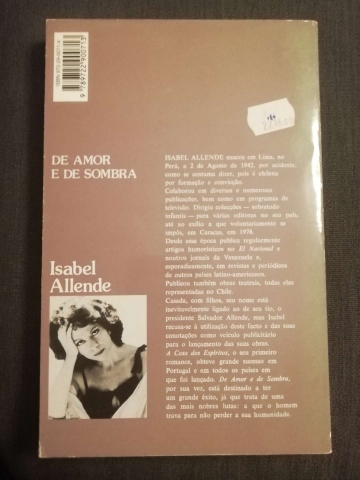 9 789722 900713
DE AMOR
E DE SOMBRA
Isabel
Allende
ISABEL ALLENDE nasceu em Lima, no
Perú, a 2 de Agosto de 1942, por acidente,
como se costuma dizer, pois é chilena
por formação e convicção.
Colaborou em diversas e numerosas
publicações, bem como em programas de
televisão. Dirigiu colecções — sobretudo
infantis — para várias editoras no seu país,
até ao exílio a que voluntariamente se
impôs, em Caracas, em 1978.
Desde essa época publica regularmente
artigos humorísticos no El Nacional e
noutros jornais da Venezuela e,
esporadicamente, em revistas e periódicos
de outros países latino-americanos.
Publicou também obras teatrais, todas elas
representadas no Chile.
Casada, com filhos, seu nome está
inevitavelmente ligado ao de seu tio, o
presidente Salvador Allende, mas Isabel
recusa-se à utilização deste facto e das suas
conotações como veículo publicitário
para o lançamento das suas obras.
A Casa dos Espíritos, o seu primeiro
romance, obteve grande sucesso em
Portugal e em todos os países em
que foi lançado. De Amor e de Sombra,
por sua vez, está destinado a ter
um grande êxito, já que trata de uma
das mais nobres lutas: a que o homem
trava para não perder a sua humanidade.